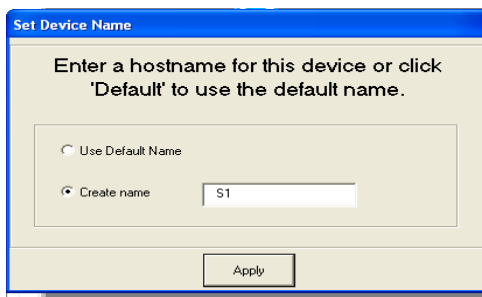 Set Device Name
Enter a hostname for this device or click
'Default' to use the default name.
Use Default Name
Create name
S1
Apply